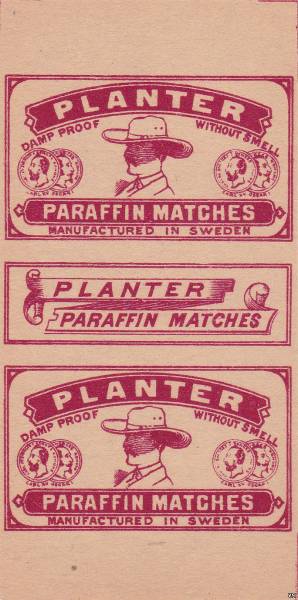 PLANTER
DAMP PROOF WITHOUT SMELL
PARAFFIN MATCHES
MANUFACTURED IN SWEDEN
PLANTER
PARAFFIN MATCHES
PLANTER
DAMP PROOF WITHOUT SMELL
PARAFFIN MATCHES
MANUFACTURED IN SWEDEN